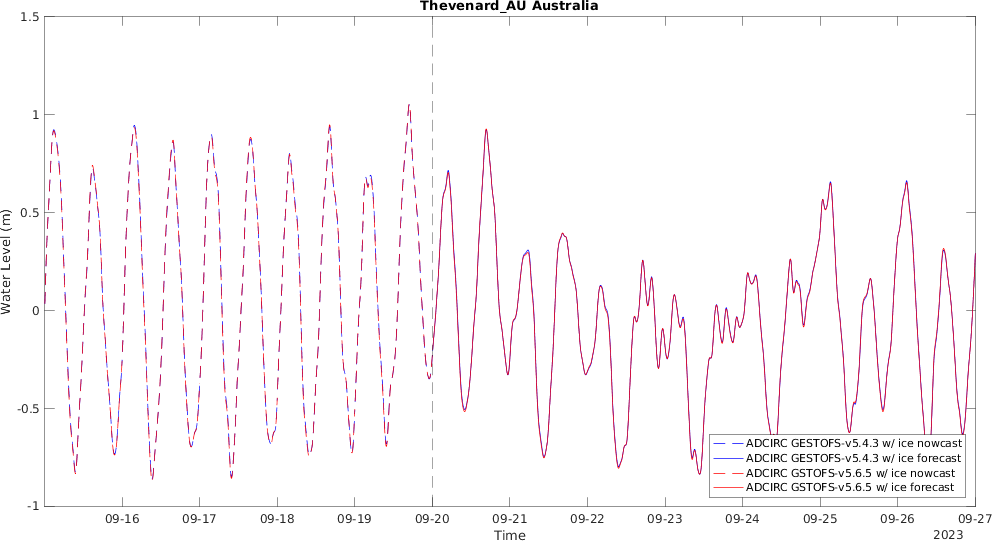 Thevenard_AU Australia
1.5
1
0.5
0
-0.5
-1
Water Level (m)
ADCIRC GESTOFS-v5.4.3 w/ ice nowcast
ADCIRC GESTOFS-v5.4.3 w/ ice forecast
ADCIRC GSTOFS-v5.6.5 w/ ice nowcast
ADCIRC GSTOFS-v5.6.5 w/ ice forecast
09-16 09-17 09-18 09-19 09-20 09-21 09-22 09-23 09-24 09-25 09-26 09-27
Time
2023